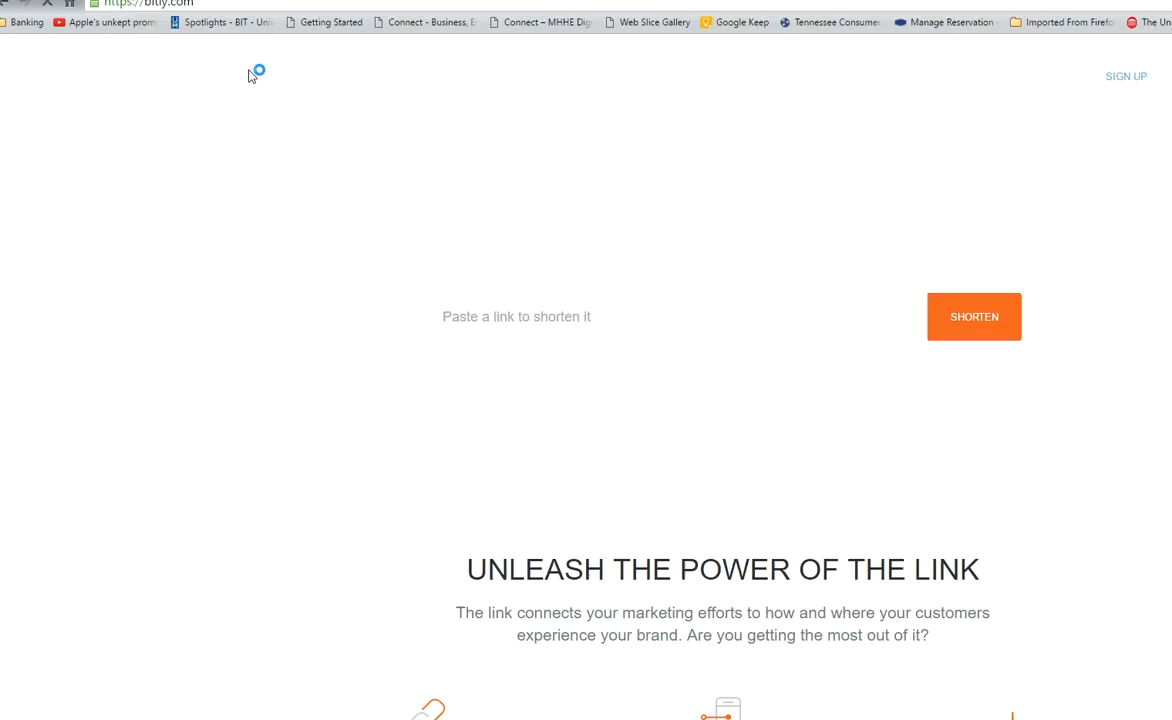 https://bitly.com
Banking Apple's unkept prom Spotlights - BIT - Uni Getting Started Connect - Business, E Connect – MHHE Dig Web Slice Gallery Google Keep Tennessee Consumer Manage Reservation - Imported From Firefo The Un
SIGN UP
Paste a link to shorten it
SHORTEN
UNLEASH THE POWER OF THE LINK
The link connects your marketing efforts to how and where your customers
experience your brand. Are you getting the most out of it?